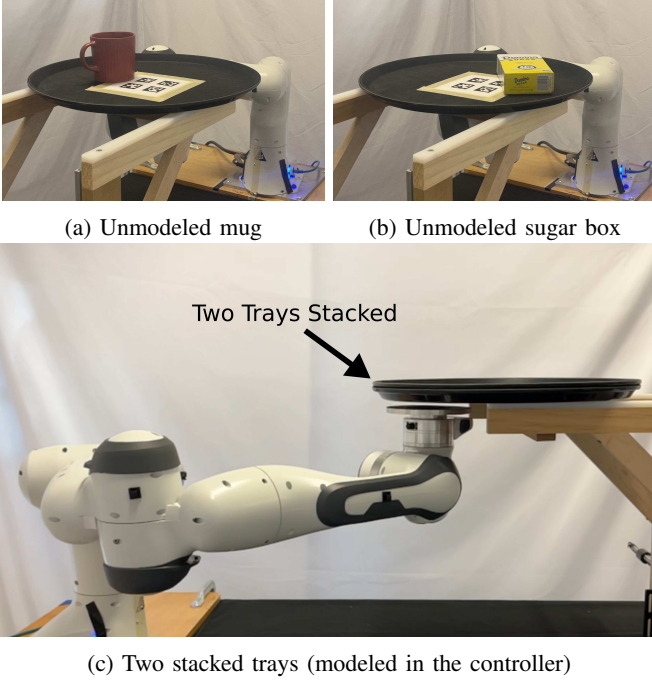 (a) Unmodeled mug
(b) Unmodeled sugar box
Two Trays Stacked
(c) Two stacked trays (modeled in the controller)